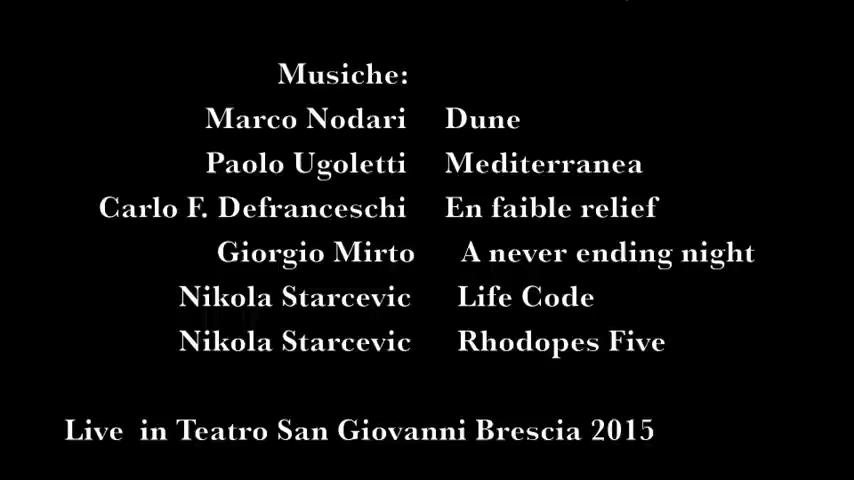 Musiche:
Marco Nodari Dune
Paolo Ugoletti Mediterranea
Carlo F. Defranceschi En faible relief
Giorgio Mirto A never ending night
Nikola Starcevic Life Code
Nikola Starcevic Rhodopes Five
Live in Teatro San Giovanni Brescia 2015